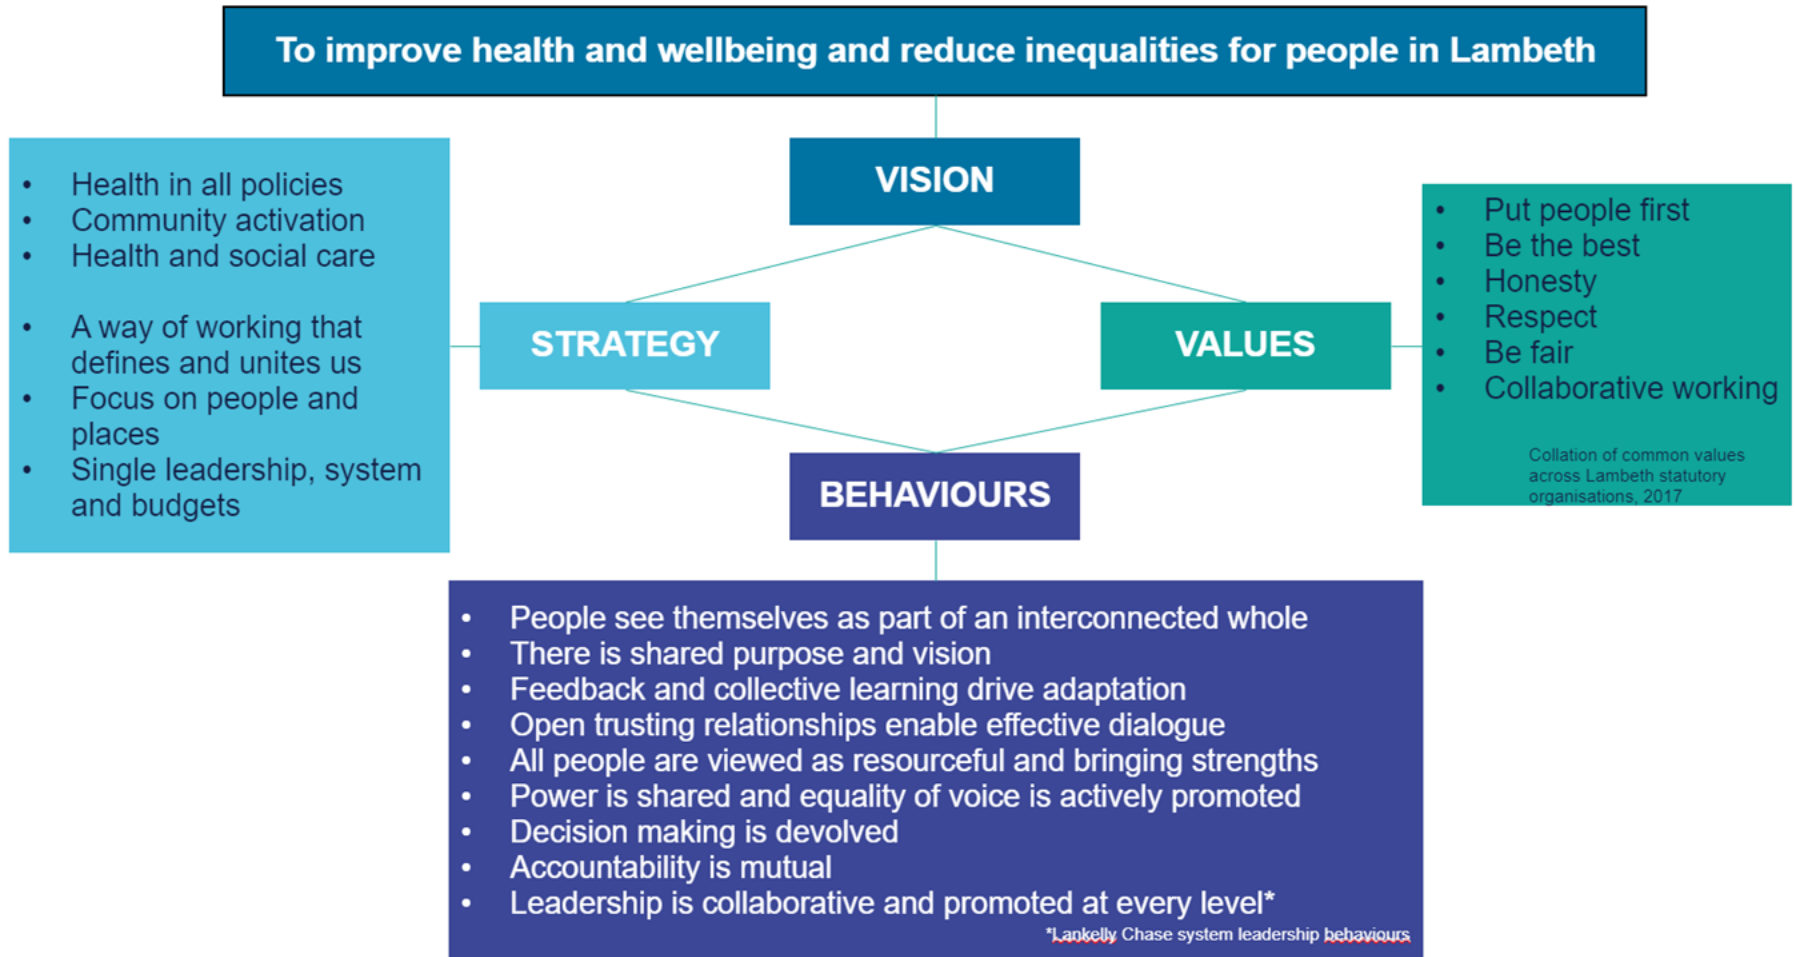 To improve health and wellbeing and reduce inequalities for people in Lambeth
VISION
• Health in all policies
• Community activation
• Health and social care
• A way of working that
defines and unites us
• Focus on people and
places
• Single leadership, system
and budgets
STRATEGY
VALUES
• Put people first
• Be the best
• Honesty
• Respect
• Be fair
• Collaborative working
Collation of common values
across Lambeth statutory
organisations, 2017
BEHAVIOURS
• People see themselves as part of an interconnected whole
• There is shared purpose and vision
• Feedback and collective learning drive adaptation
• Open trusting relationships enable effective dialogue
• All people are viewed as resourceful and bringing strengths
• Power is shared and equality of voice is actively promoted
• Decision making is devolved
• Accountability is mutual
• Leadership is collaborative and promoted at every level*
*Lankelly Chase system leadership behaviours